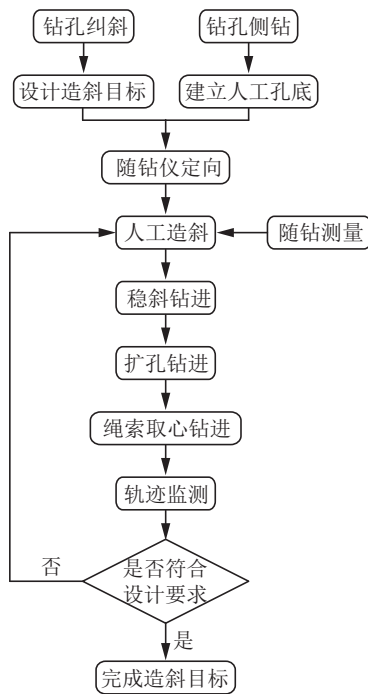 钻孔纠斜
钻孔侧钻
设计造斜目标
建立人工孔底
随钻仪定向
人工造斜
随钻测量
稳斜钻进
扩孔钻进
绳索取心钻进
轨迹监测
否
是否符合
设计要求
是
完成造斜目标